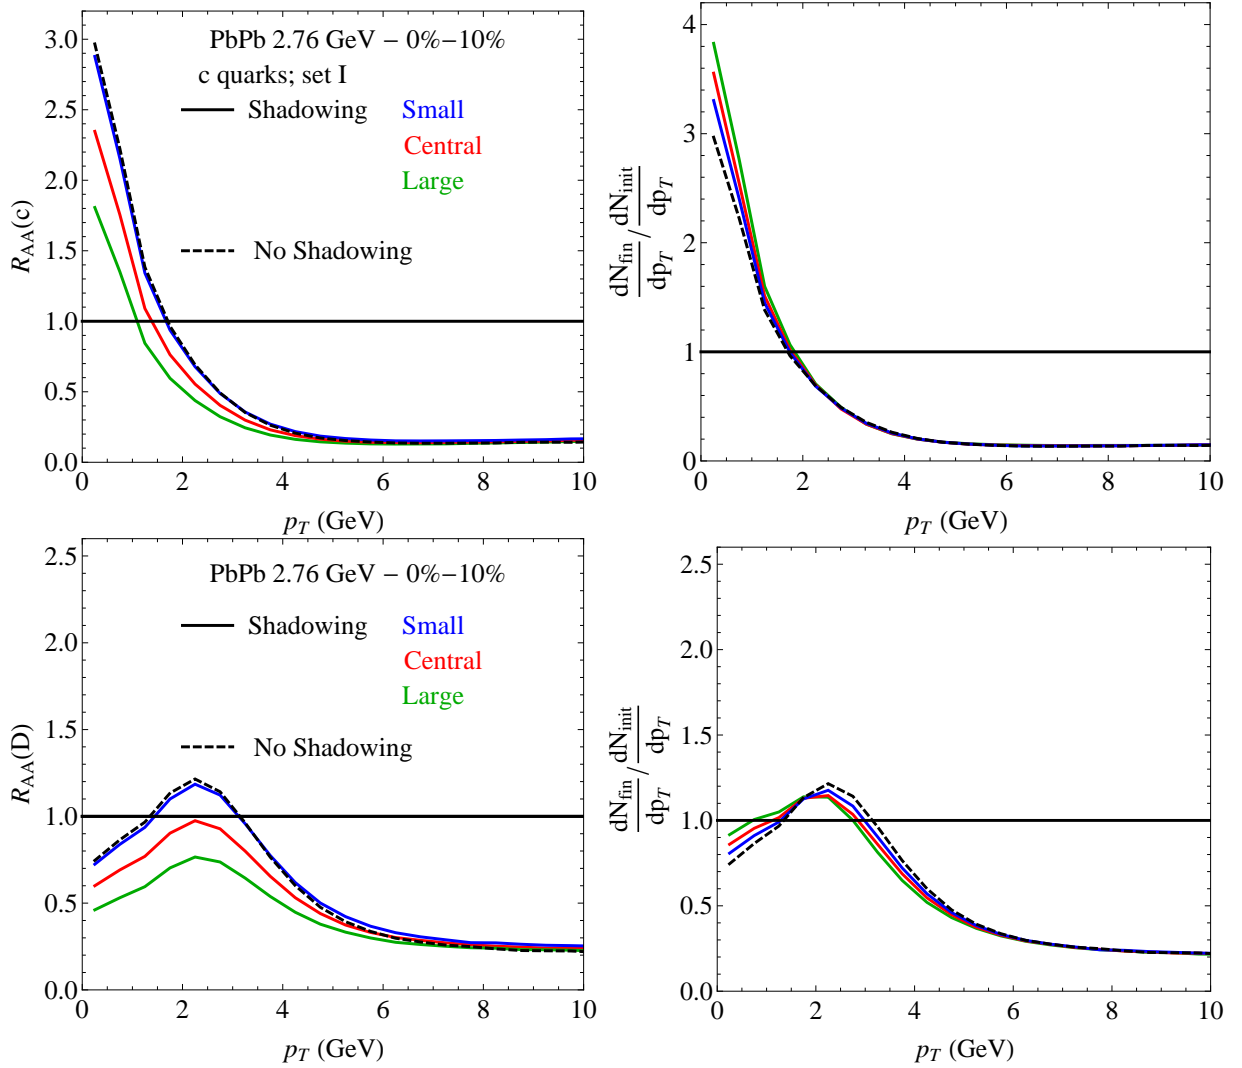 PbPb 2.76 GeV − 0%−10%
c quarks; set I
Shadowing Small
Central
Large
No Shadowing
R_AA(c)
3.0
2.5
2.0
1.5
1.0
0.5
0.0
0 2 4 6 8 10
p_T (GeV)
dN_fin/dp_T / dN_init/dp_T
4
3
2
1
0
0 2 4 6 8 10
p_T (GeV)
PbPb 2.76 GeV − 0%−10%
Shadowing Small
Central
Large
No Shadowing
R_AA(D)
2.5
2.0
1.5
1.0
0.5
0.0
0 2 4 6 8 10
p_T (GeV)
dN_fin/dp_T / dN_init/dp_T
2.5
2.0
1.5
1.0
0.5
0.0
0 2 4 6 8 10
p_T (GeV)